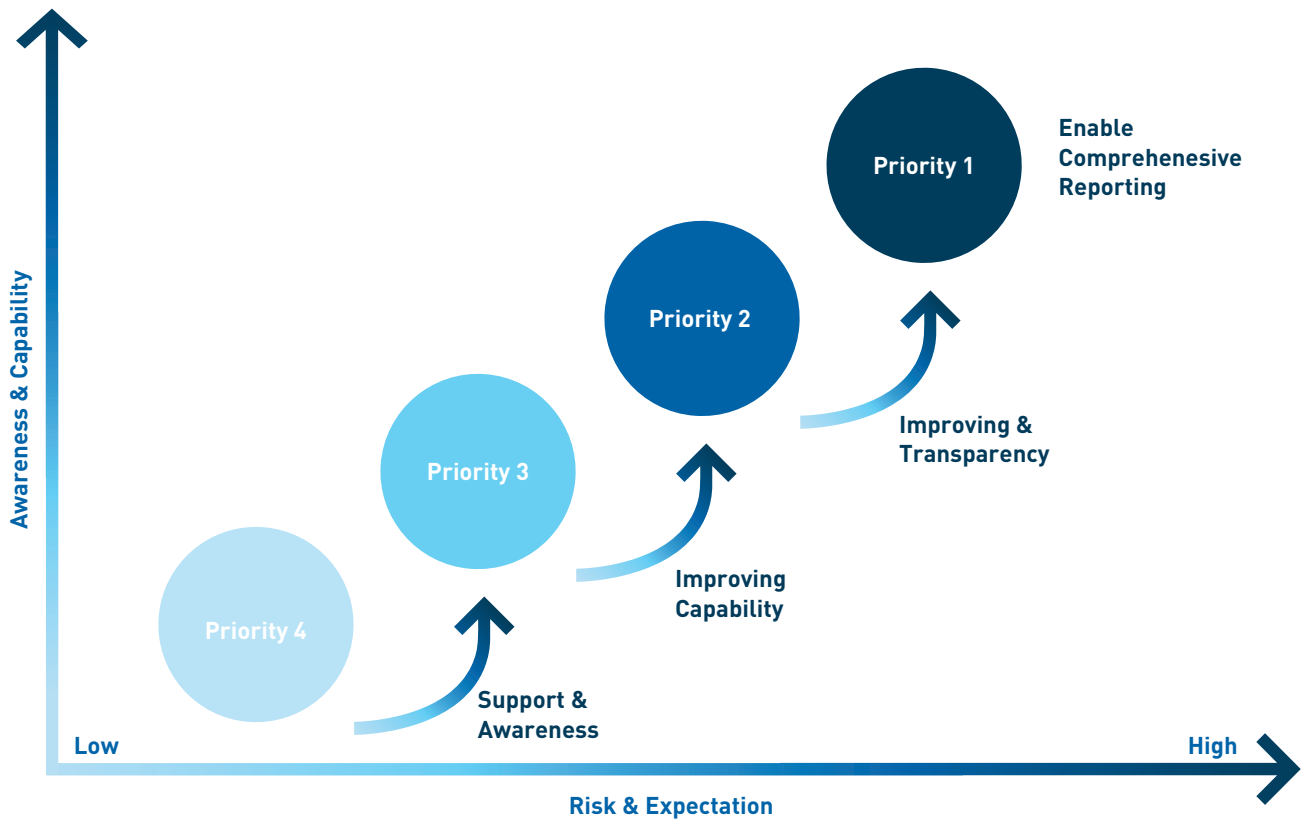 Priority 1
Enable
Comprehenesive
Reporting
Priority 2
Awareness & Capability
Improving &
Transparency
Priority 3
Improving
Capability
Priority 4
Support &
Awareness
Low
High
Risk & Expectation